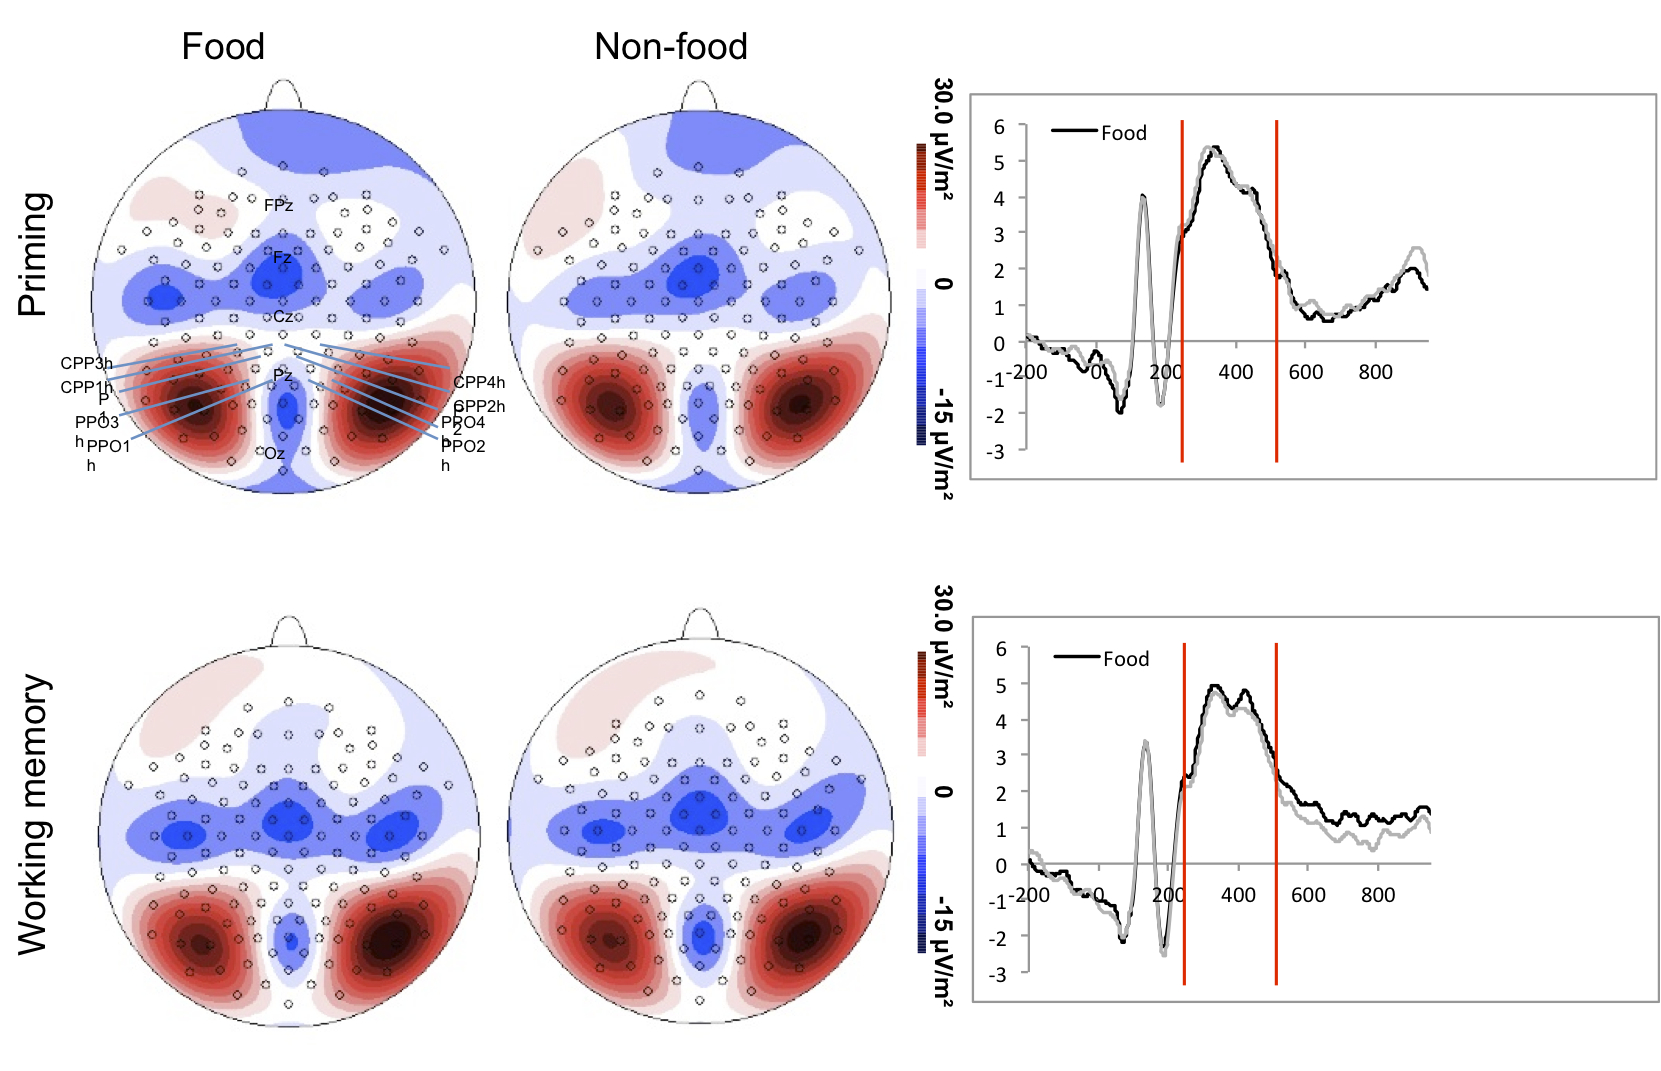 Food
Non-food
Priming
FPz
Fz
Cz
Pz
Oz
CPP3h
CPP1h
P
1
PPO3
h
PPO1
h
CPP4h
CPP2h
P
2
PPO4
h
PPO2
h
30.0 µV/m²
0
-15 µV/m²
Food
6
5
4
3
2
1
0
-1
-2
-3
-200
0
200
400
600
800
Working memory
30.0 µV/m²
0
-15 µV/m²
Food
6
5
4
3
2
1
0
-1
-2
-3
-200
0
200
400
600
800